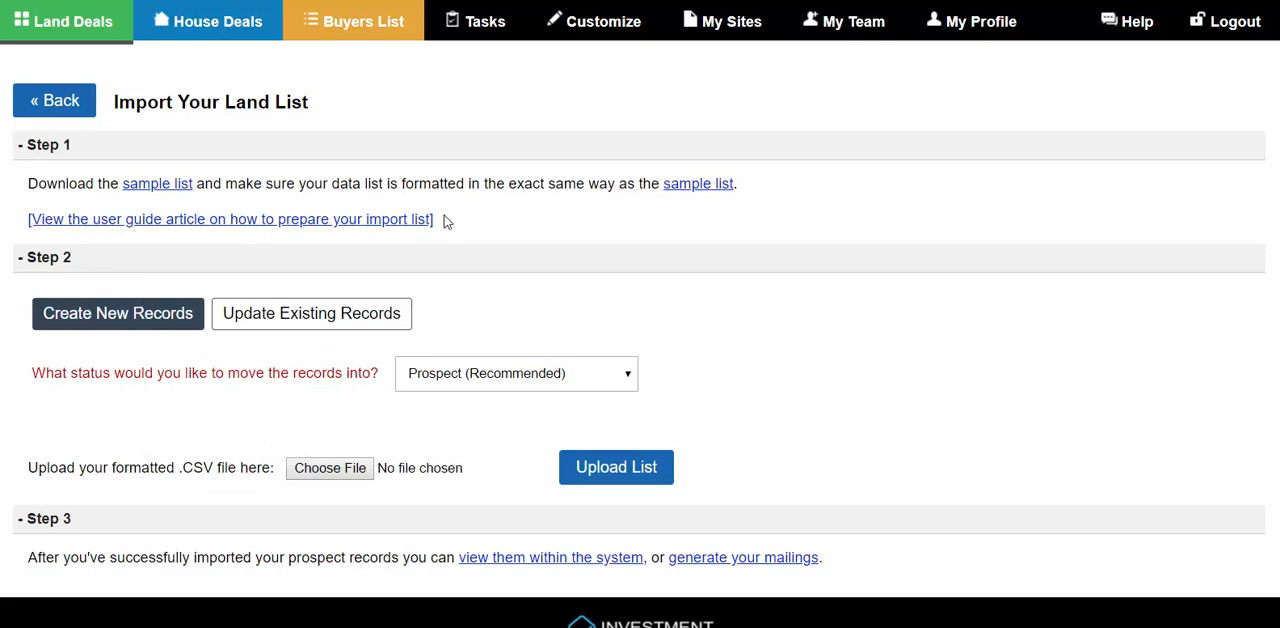 Land Deals House Deals Buyers List Tasks Customize My Sites My Team My Profile Help Logout
« Back Import Your Land List
- Step 1
Download the sample list and make sure your data list is formatted in the exact same way as the sample list.
[View the user guide article on how to prepare your import list]
- Step 2
Create New Records Update Existing Records
What status would you like to move the records into? Prospect (Recommended)
Upload your formatted .CSV file here: Choose File No file chosen Upload List
- Step 3
After you've successfully imported your prospect records you can view them within the system, or generate your mailings.
INVESTMENT